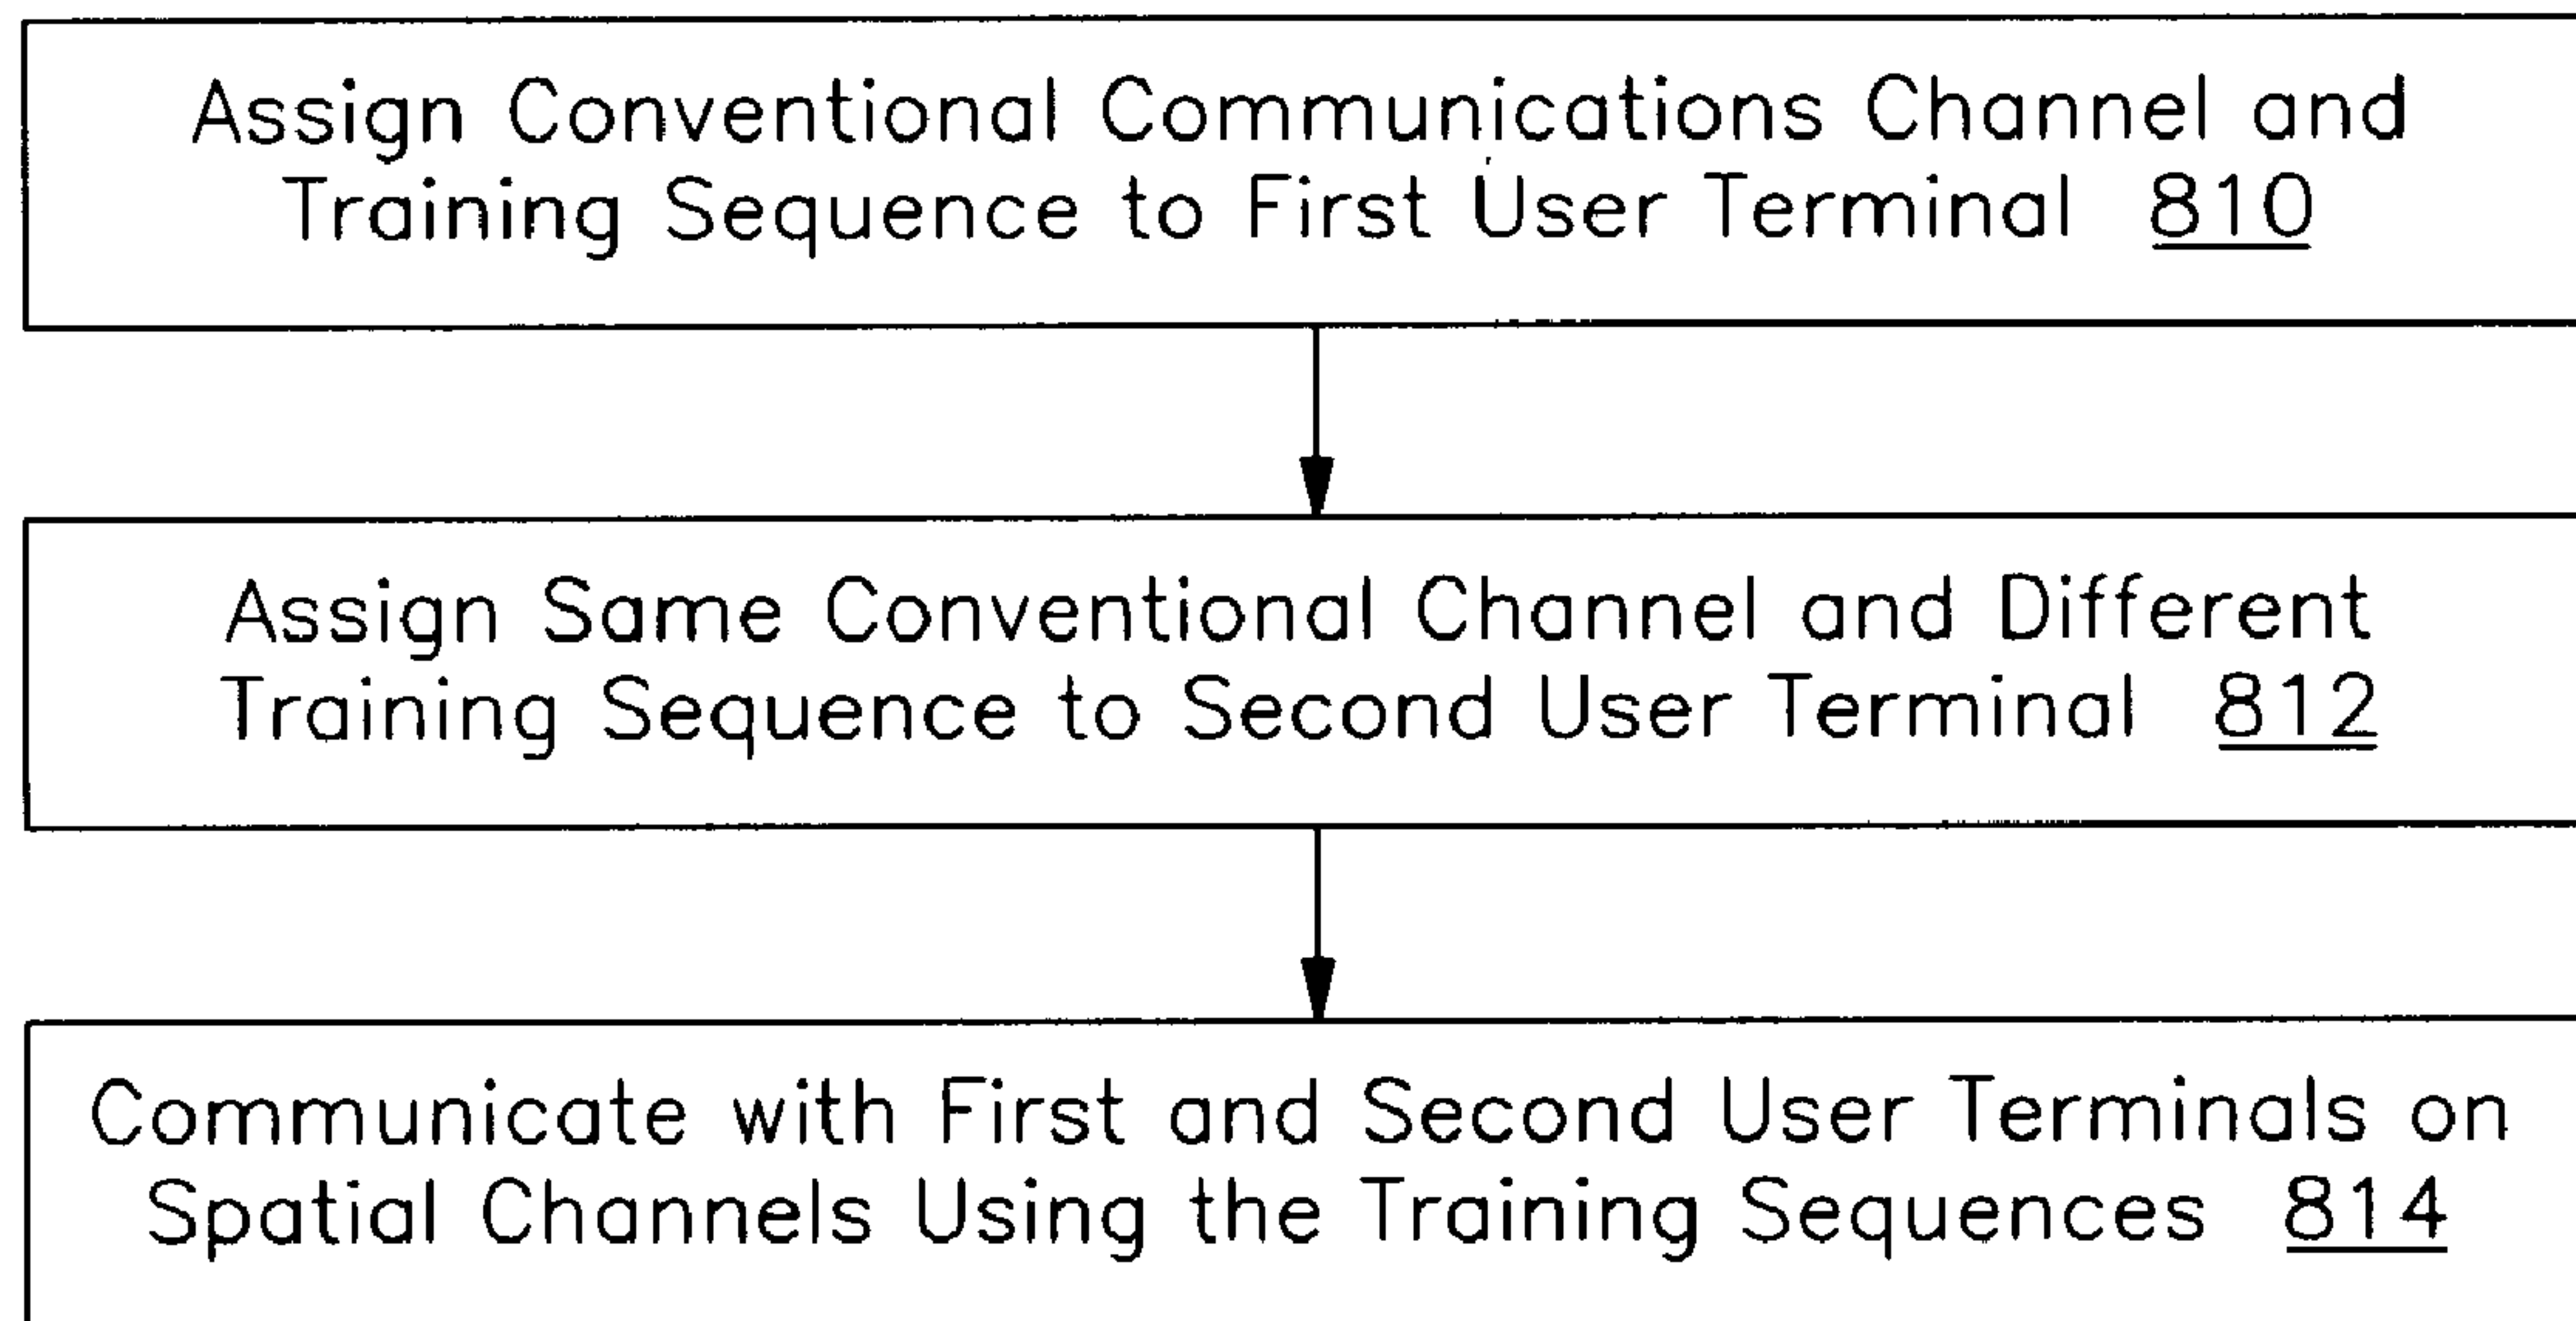 Assign Conventional Communications Channel and
Training Sequence to First User Terminal 810
Assign Same Conventional Channel and Different
Training Sequence to Second User Terminal 812
Communicate with First and Second User Terminals on
Spatial Channels Using the Training Sequences 814